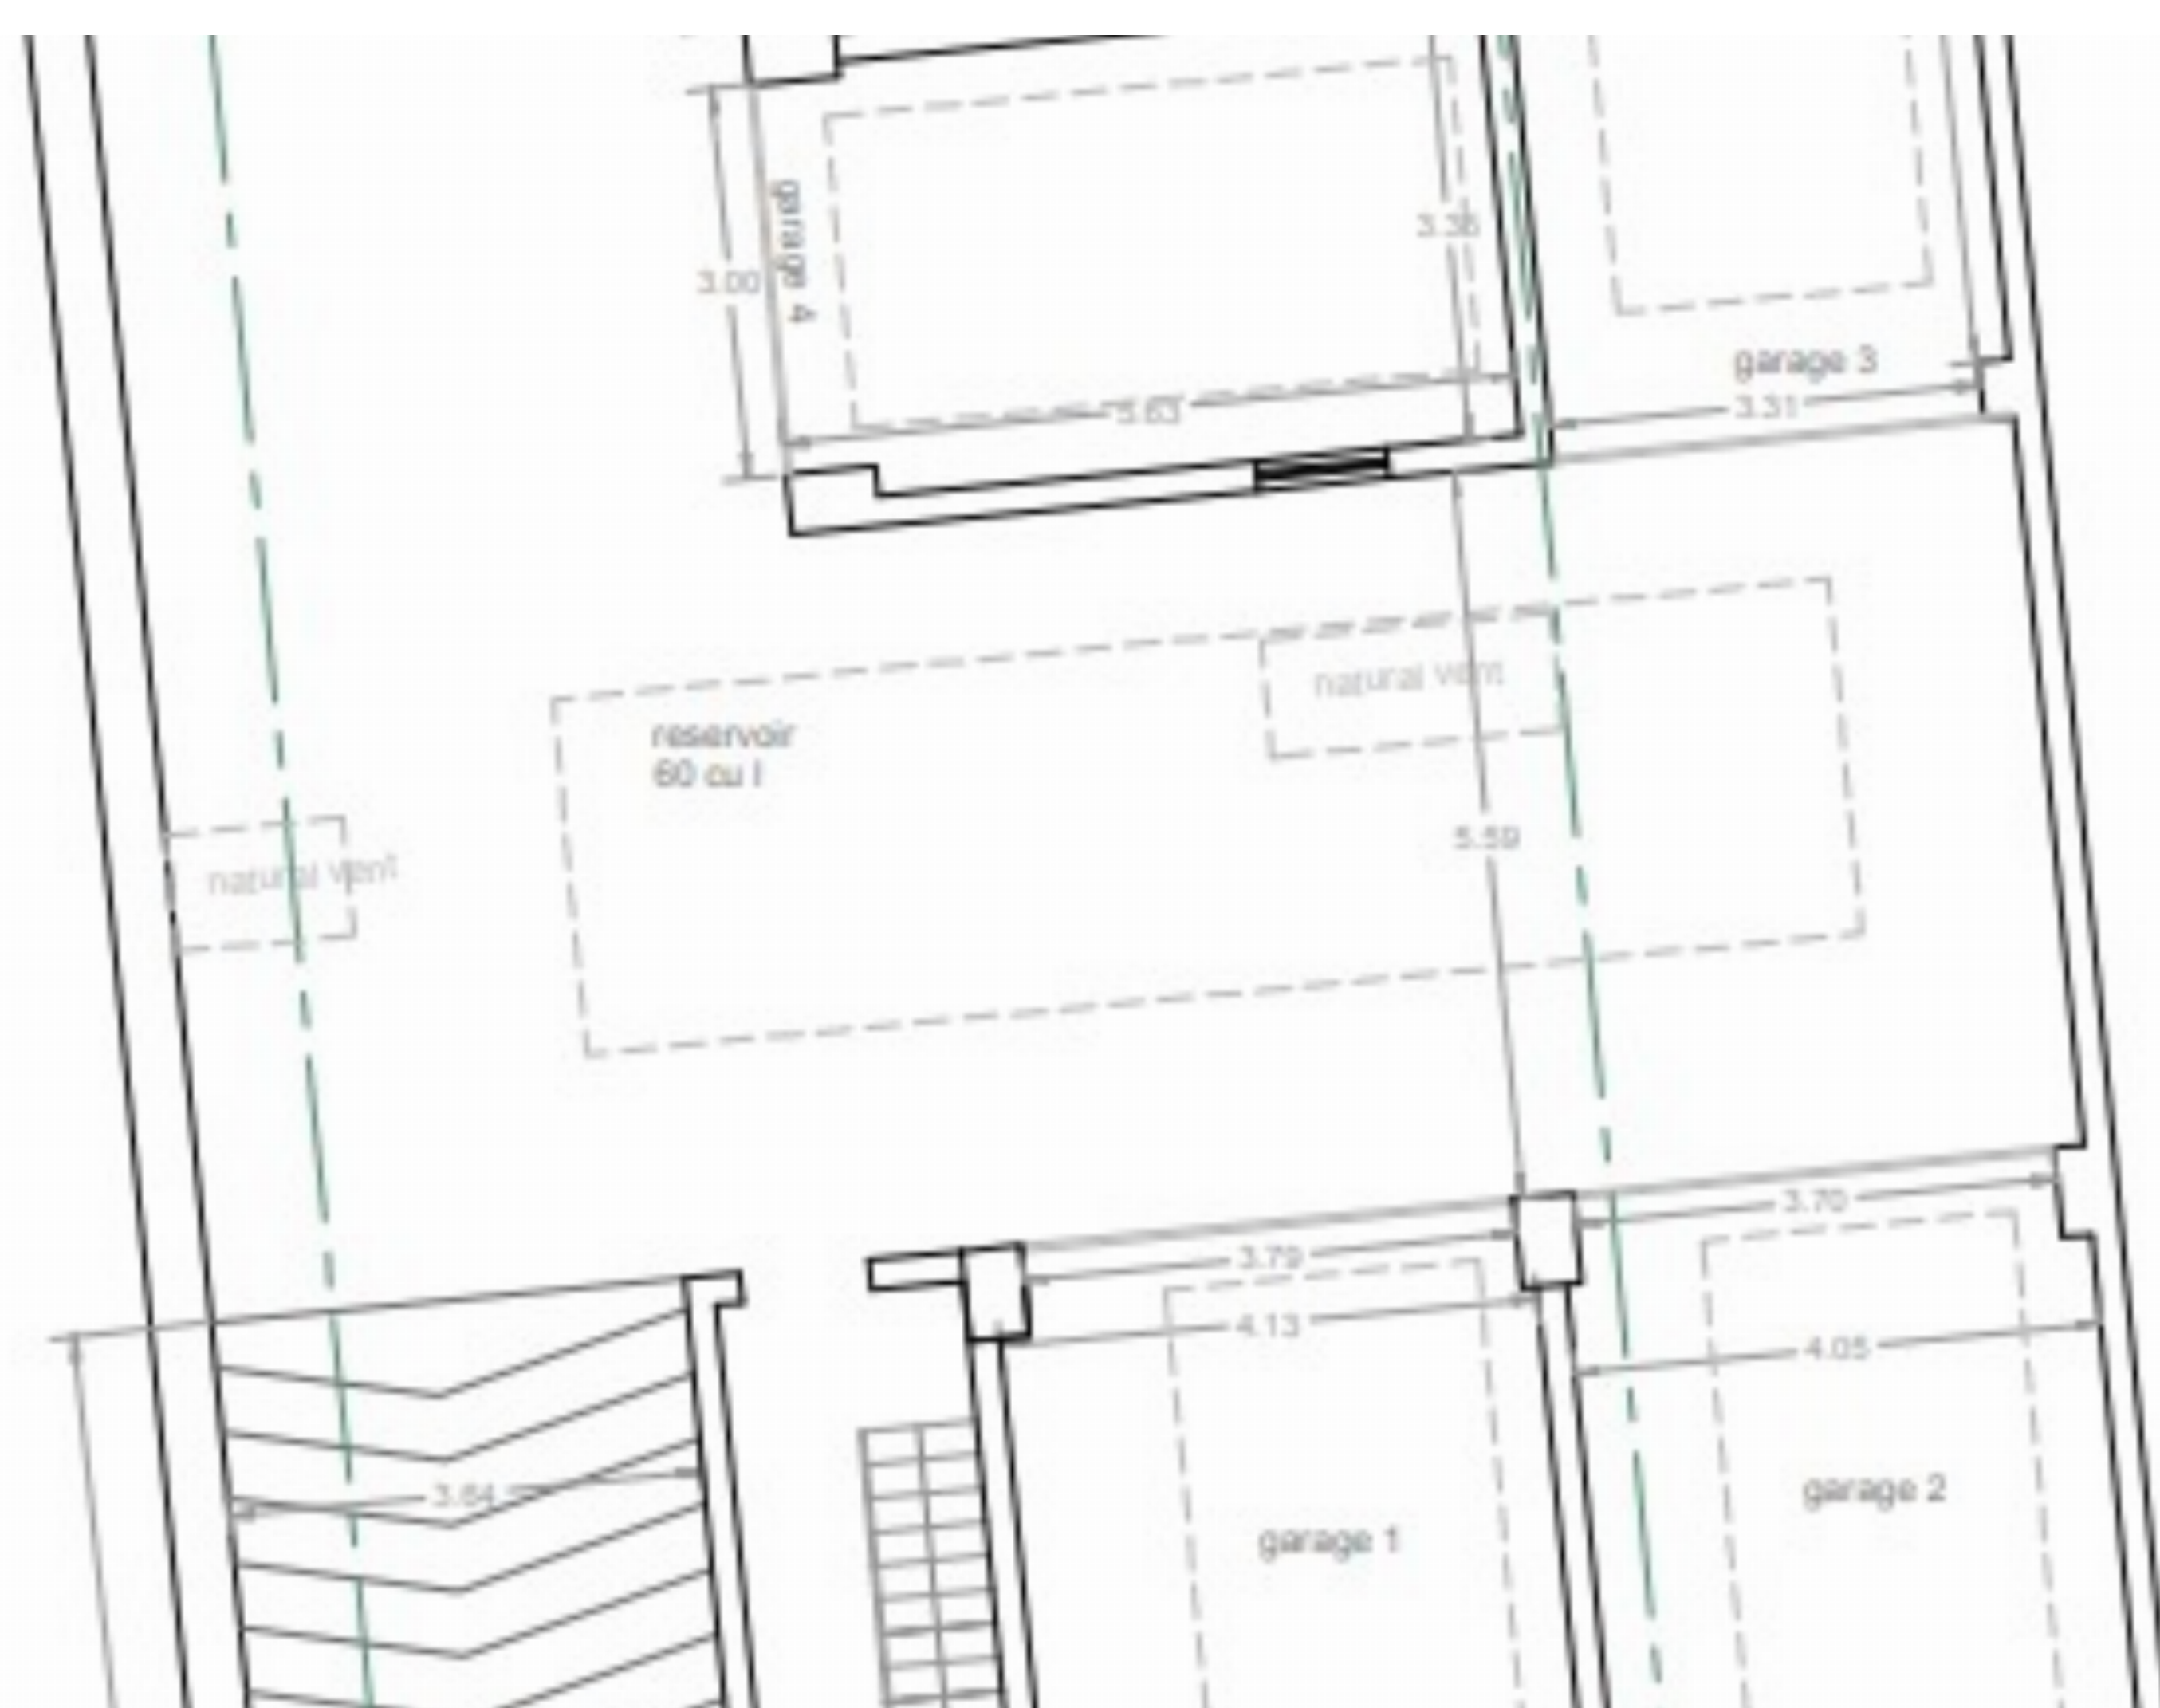 garage 4
3.00
3.38
5.63
garage 3
3.31
natural vent
reservoir
60 cu l
5.59
natural vent
3.70
3.79
4.13
4.05
3.64
garage 2
garage 1